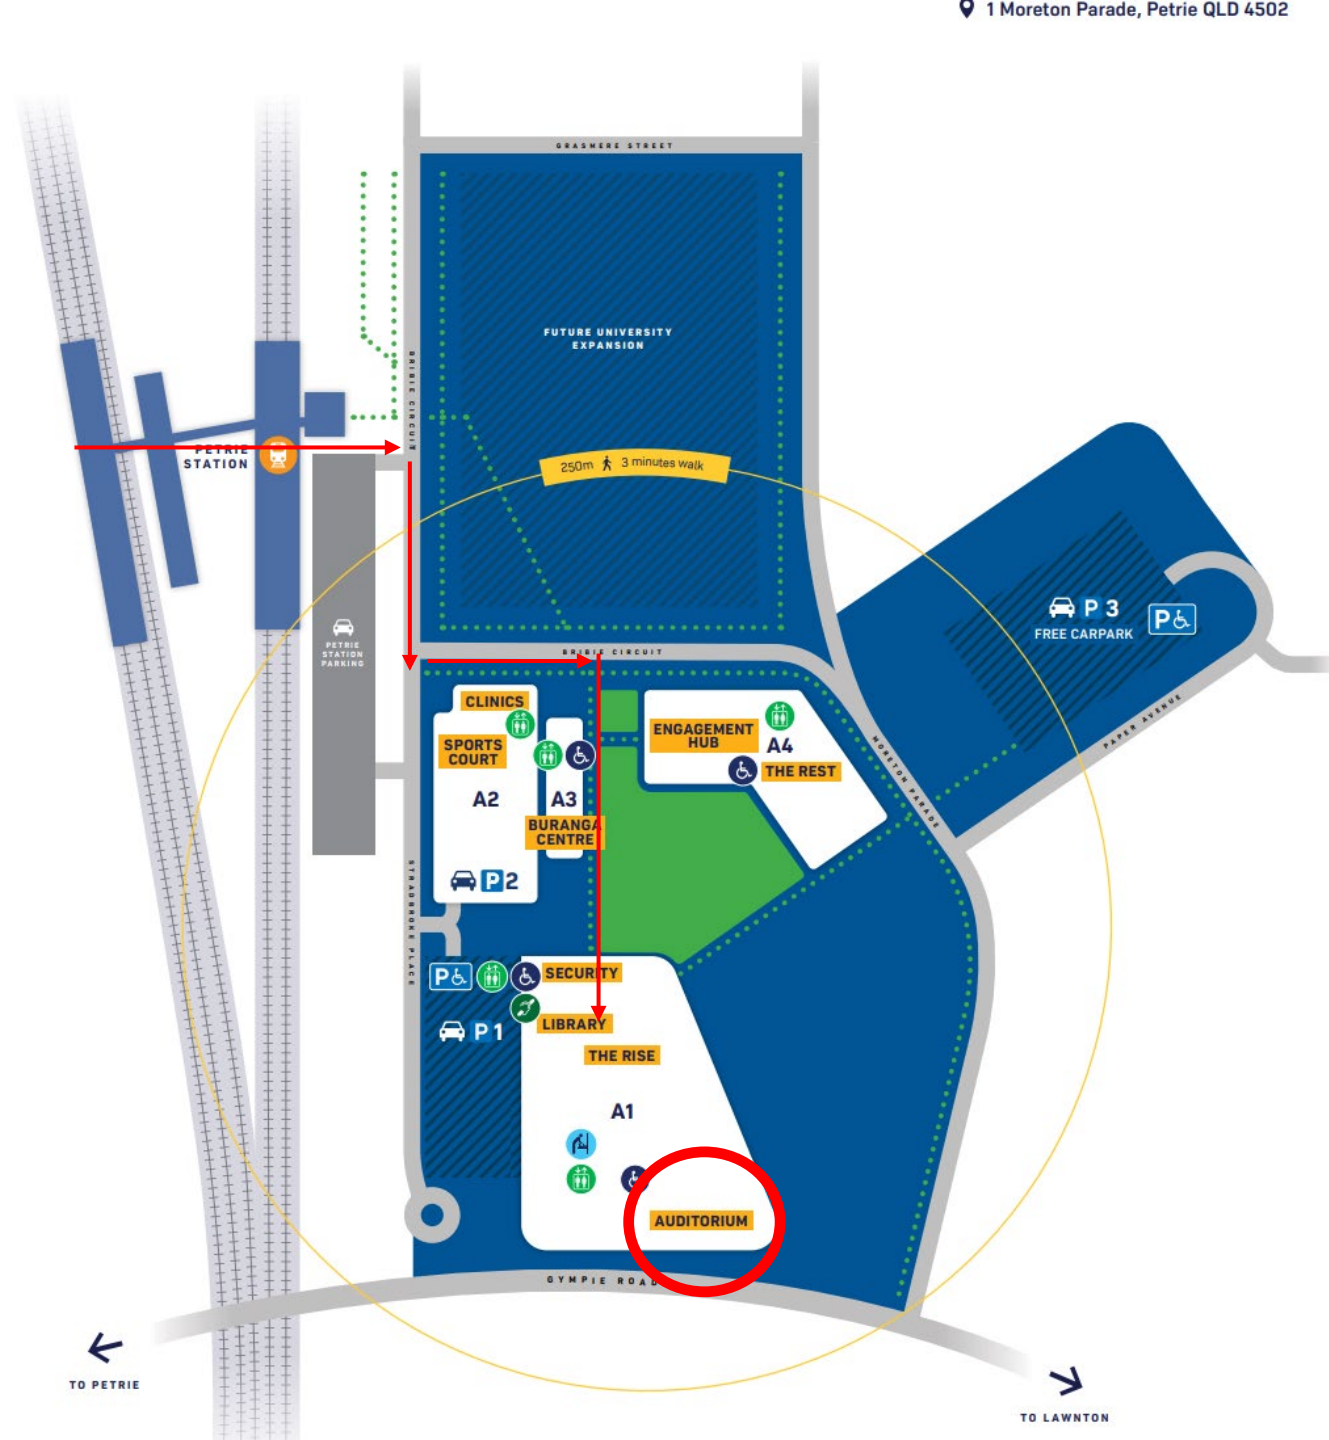 1 Moreton Parade, Petrie QLD 4502
GRASMERE STREET
FUTURE UNIVERSITY
EXPANSION
BRIBIE CIRCUIT
PETRIE
STATION
250m 3 minutes walk
P 3
FREE CARPARK
P
PETRIE
STATION
PARKING
BRIBIE CIRCUIT
CLINICS
SPORTS
COURT
A2
A3
BURANGA
CENTRE
P 2
ENGAGEMENT
HUB
A4
THE REST
MORETON PARADE
PAPER AVENUE
STRADBROKE PLACE
P
SECURITY
LIBRARY
P 1
THE RISE
A1
AUDITORIUM
GYMPIE ROAD
TO PETRIE
TO LAWNTON